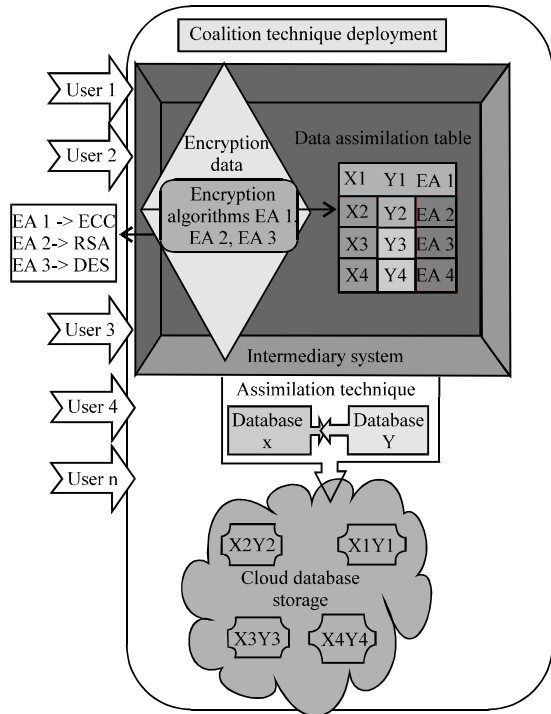 Coalition technique deployment
User 1
User 2
Encryption
data
Encryption
algorithms EA 1.
EA 2, EA 3
Data assimilation table
X1 Y1 EA 1
X2 Y2 EA 2
X3 Y3 EA 3
X4 Y4 EA 4
EA 1 -> ECC
EA 2-> RSA
EA 3-> DES
User 3
Intermediary system
User 4
Assimilation technique
Database
x
Database
Y
User n
X2Y2
X1Y1
Cloud database
storage
X3Y3
X4Y4